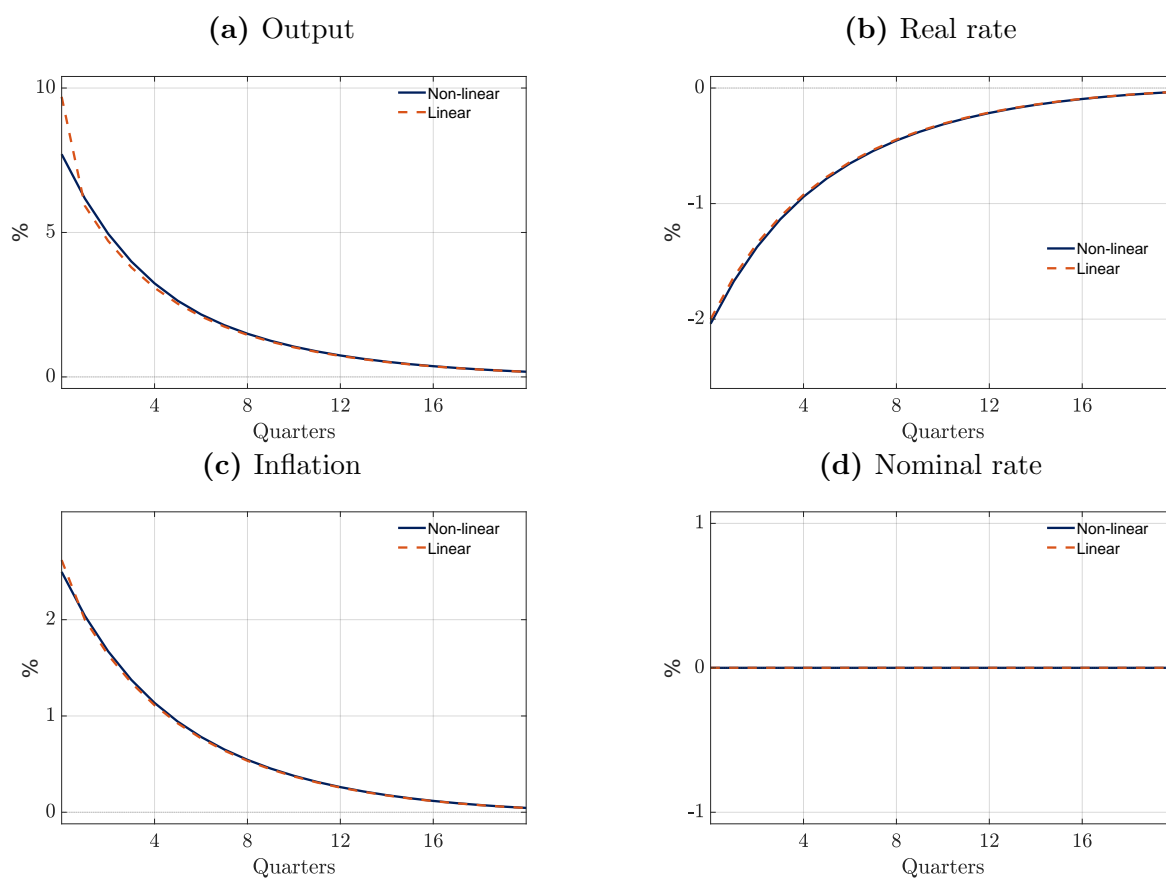 (a) Output
10
5
0
%
4 8 12 16
Quarters
Non-linear
Linear
(b) Real rate
0
-1
-2
%
4 8 12 16
Quarters
Non-linear
Linear
(c) Inflation
2
1
0
%
4 8 12 16
Quarters
Non-linear
Linear
(d) Nominal rate
1
0
-1
%
4 8 12 16
Quarters
Non-linear
Linear